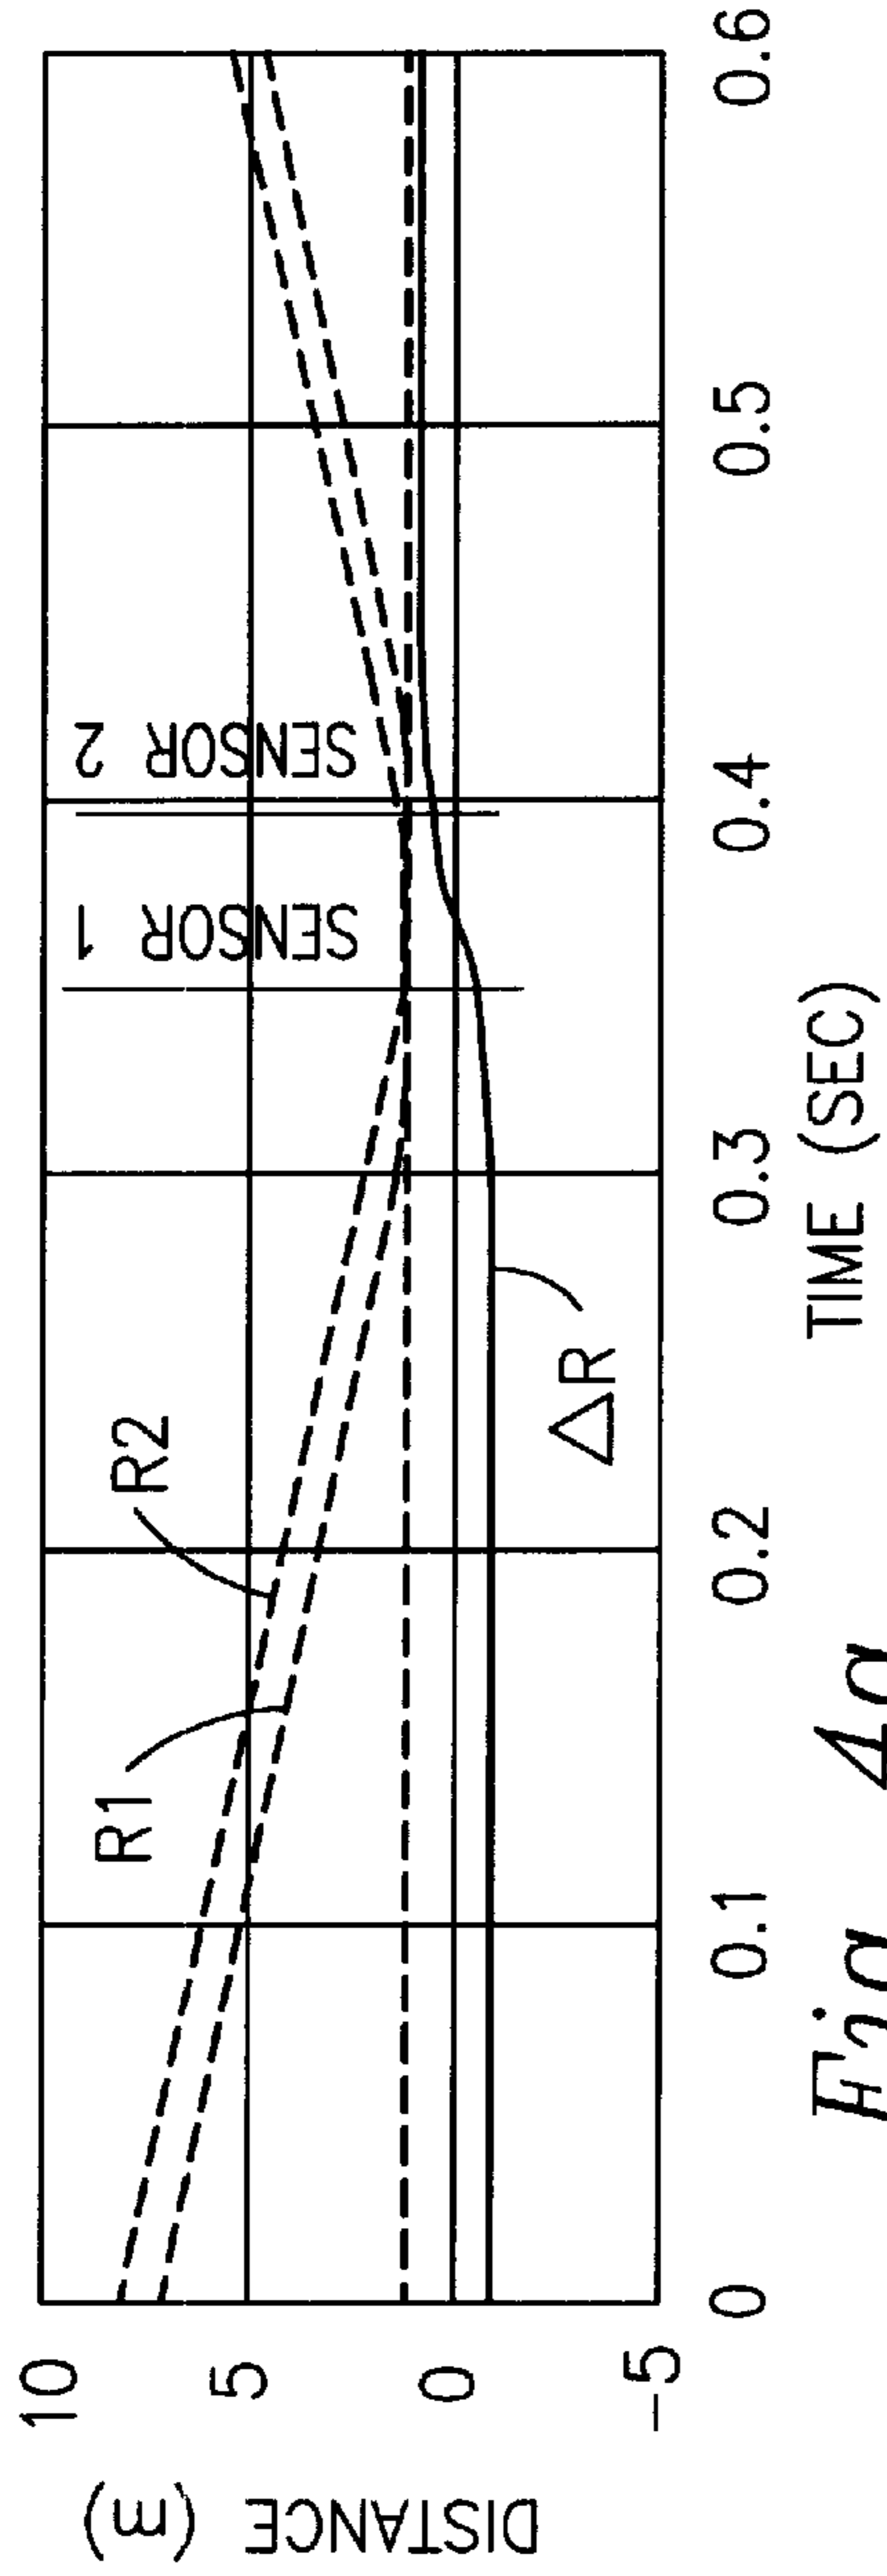 DISTANCE (m)
10
5
0
-5
R1
R2
SENSOR 1
SENSOR 2
ΔR
0
0.1
0.2
0.3
0.4
0.5
0.6
TIME (SEC)
Fig. 4a